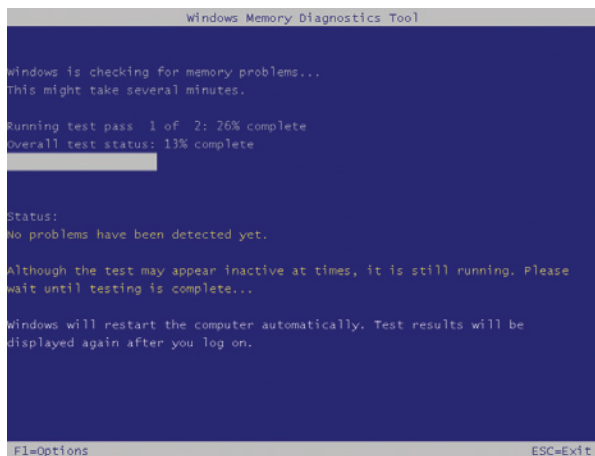 Windows Memory Diagnostics Tool
Windows is checking for memory problems...
This might take several minutes.
Running test pass 1 of 2: 26% complete
Overall test status: 13% complete
Status:
No problems have been detected yet.
Although the test may appear inactive at times, it is still running. Please
wait until testing is complete...
Windows will restart the computer automatically. Test results will be
displayed again after you log on.
F1=Options ESC=Exit